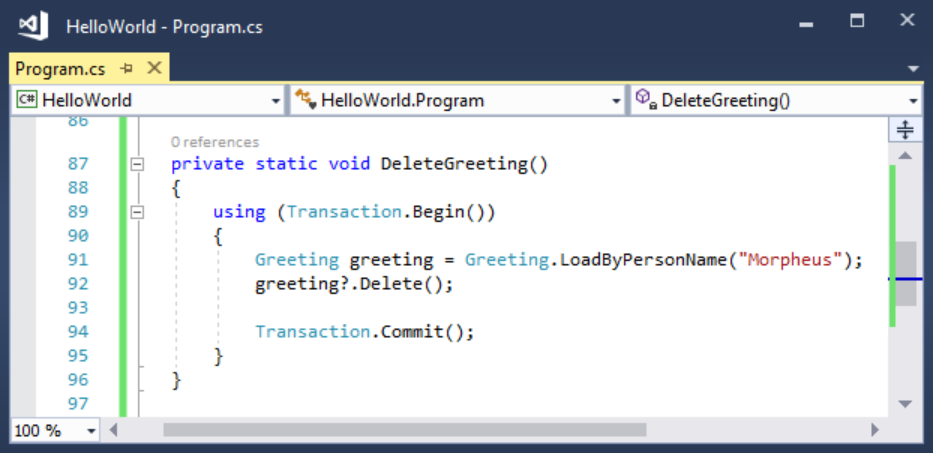 HelloWorld - Program.cs
Program.cs
C# HelloWorld HelloWorld.Program DeleteGreeting()
86
0 references
87 private static void DeleteGreeting()
88 {
89 using (Transaction.Begin())
90 {
91 Greeting greeting = Greeting.LoadByPersonName("Morpheus");
92 greeting?.Delete();
93
94 Transaction.Commit();
95 }
96 }
97
100 %